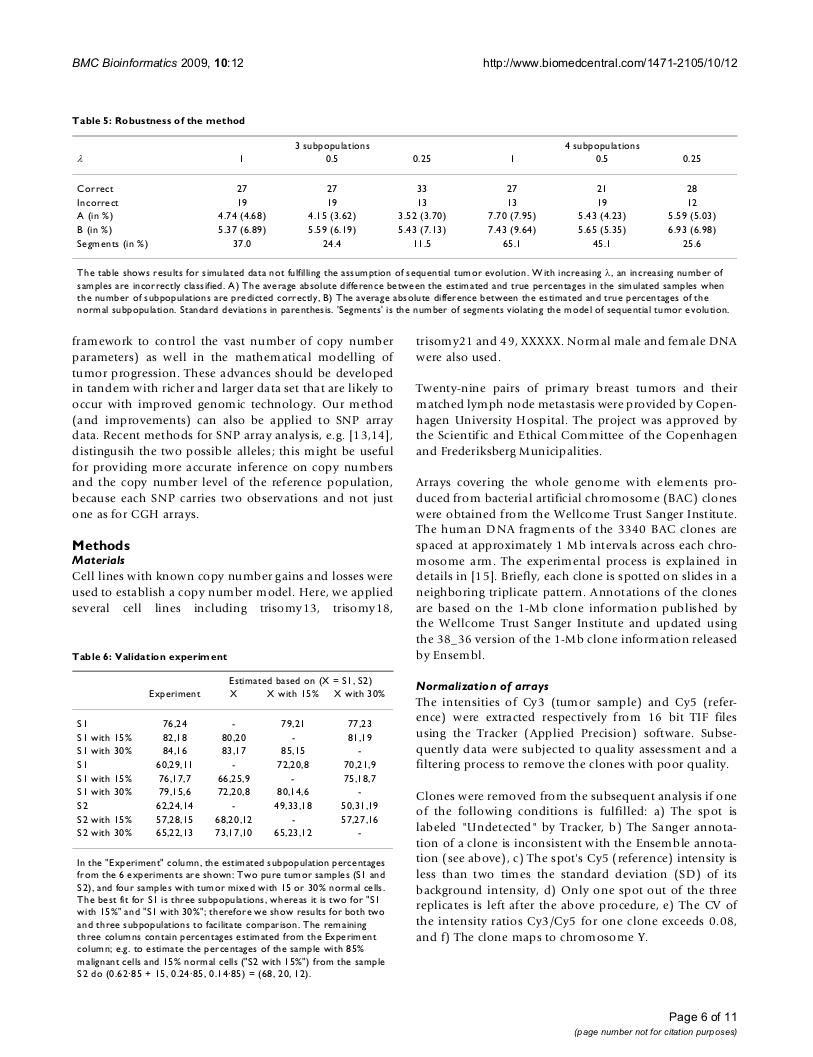 BMC Bioinformatics 2009, 10:12
http://www.biomedcentral.com/1471-2105/10/12
Table 5: Robustness of the method
3 subpopulations 4 subpopulations
λ 1 0.5 0.25 1 0.5 0.25
Correct 27 27 33 27 21 28
Incorrect 19 19 13 13 19 12
A (in %) 4.74 (4.68) 4.15 (3.62) 3.52 (3.70) 7.70 (7.95) 5.43 (4.23) 5.59 (5.03)
B (in %) 5.37 (6.89) 5.59 (6.19) 5.43 (7.13) 7.43 (9.64) 5.65 (5.35) 6.93 (6.98)
Segments (in %) 37.0 24.4 11.5 65.1 45.1 25.6
The table shows results for simulated data not fulfilling the assumption of sequential tumor evolution. With increasing λ, an increasing number of
samples are incorrectly classified. A) The average absolute difference between the estimated and true percentages in the simulated samples when
the number of subpopulations are predicted correctly, B) The average absolute difference between the estimated and true percentages of the
normal subpopulation. Standard deviations in parenthesis. 'Segments' is the number of segments violating the model of sequential tumor evolution.
framework to control the vast number of copy number
parameters) as well in the mathematical modelling of
tumor progression. These advances should be developed
in tandem with richer and larger data set that are likely to
occur with improved genomic technology. Our method
(and improvements) can also be applied to SNP array
data. Recent methods for SNP array analysis, e.g. [13,14],
distingusih the two possible alleles; this might be useful
for providing more accurate inference on copy numbers
and the copy number level of the reference population,
because each SNP carries two observations and not just
one as for CGH arrays.
Methods
Materials
Cell lines with known copy number gains and losses were
used to establish a copy number model. Here, we applied
several cell lines including trisomy13, trisomy18,
Table 6: Validation experiment
Estimated based on (X = S1, S2)
Experiment X X with 15% X with 30%
S1 76,24 - 79,21 77,23
S1 with 15% 82,18 80,20 - 81,19
S1 with 30% 84,16 83,17 85,15 -
S1 60,29,11 - 72,20,8 70,21,9
S1 with 15% 76,17,7 66,25,9 - 75,18,7
S1 with 30% 79,15,6 72,20,8 80,14,6 -
S2 62,24,14 - 49,33,18 50,31,19
S2 with 15% 57,28,15 68,20,12 - 57,27,16
S2 with 30% 65,22,13 73,17,10 65,23,12 -
In the "Experiment" column, the estimated subpopulation percentages
from the 6 experiments are shown: Two pure tumor samples (S1 and
S2), and four samples with tumor mixed with 15 or 30% normal cells.
The best fit for S1 is three subpopulations, whereas it is two for "S1
with 15%" and "S1 with 30%"; therefore we show results for both two
and three subpopulations to facilitate comparison. The remaining
three columns contain percentages estimated from the Experiment
column; e.g. to estimate the percentages of the sample with 85%
malignant cells and 15% normal cells ("S2 with 15%") from the sample
S2 do (0.62·85 + 15, 0.24·85, 0.14·85) = (68, 20, 12).
trisomy21 and 49, XXXXX. Normal male and female DNA
were also used.
Twenty-nine pairs of primary breast tumors and their
matched lymph node metastasis were provided by Copen-
hagen University Hospital. The project was approved by
the Scientific and Ethical Committee of the Copenhagen
and Frederiksberg Municipalities.
Arrays covering the whole genome with elements pro-
duced from bacterial artificial chromosome (BAC) clones
were obtained from the Wellcome Trust Sanger Institute.
The human DNA fragments of the 3340 BAC clones are
spaced at approximately 1 Mb intervals across each chro-
mosome arm. The experimental process is explained in
details in [15]. Briefly, each clone is spotted on slides in a
neighboring triplicate pattern. Annotations of the clones
are based on the 1-Mb clone information published by
the Wellcome Trust Sanger Institute and updated using
the 38_36 version of the 1-Mb clone information released
by Ensembl.
Normalization of arrays
The intensities of Cy3 (tumor sample) and Cy5 (refer-
ence) were extracted respectively from 16 bit TIF files
using the Tracker (Applied Precision) software. Subse-
quently data were subjected to quality assessment and a
filtering process to remove the clones with poor quality.
Clones were removed from the subsequent analysis if one
of the following conditions is fulfilled: a) The spot is
labeled "Undetected" by Tracker, b) The Sanger annota-
tion of a clone is inconsistent with the Ensemble annota-
tion (see above), c) The spot's Cy5 (reference) intensity is
less than two times the standard deviation (SD) of its
background intensity, d) Only one spot out of the three
replicates is left after the above procedure, e) The CV of
the intensity ratios Cy3/Cy5 for one clone exceeds 0.08,
and f) The clone maps to chromosome Y.
Page 6 of 11
(page number not for citation purposes)